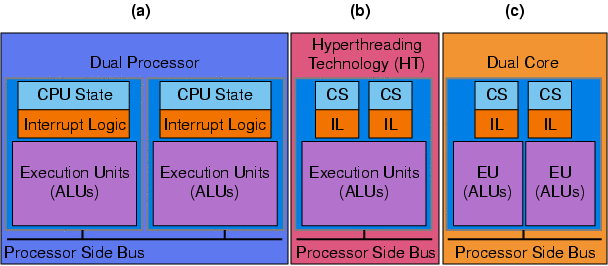 (a)
Dual Processor
CPU State
CPU State
Interrupt Logic
Interrupt Logic
Execution Units
(ALUs)
Execution Units
(ALUs)
Processor Side Bus
(b)
Hyperthreading
Technology (HT)
CS
CS
IL
IL
Execution Units
(ALUs)
Processor Side Bus
(c)
Dual Core
CS
CS
IL
IL
EU
(ALUs)
EU
(ALUs)
Processor Side Bus